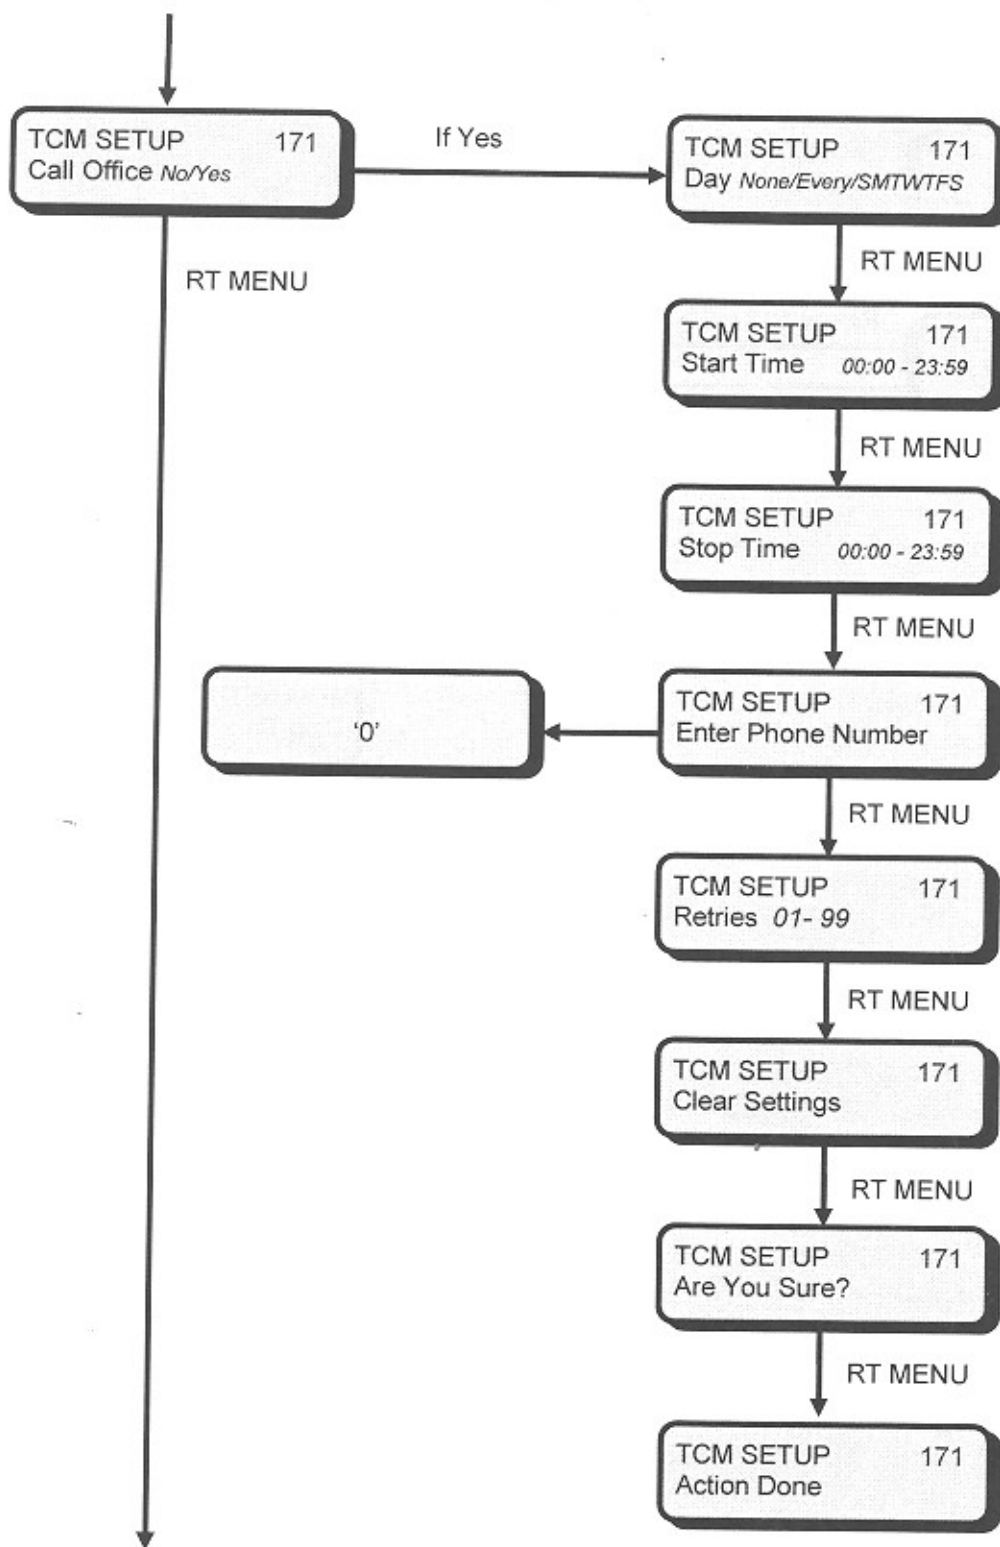 TCM SETUP 171
Call Office No/Yes
If Yes
TCM SETUP 171
Day None/Every/SMTWTFS
RT MENU
RT MENU
TCM SETUP 171
Start Time 00:00 - 23:59
RT MENU
TCM SETUP 171
Stop Time 00:00 - 23:59
RT MENU
TCM SETUP 171
Enter Phone Number
'0'
RT MENU
TCM SETUP 171
Retries 01- 99
RT MENU
TCM SETUP 171
Clear Settings
RT MENU
TCM SETUP 171
Are You Sure?
RT MENU
TCM SETUP 171
Action Done